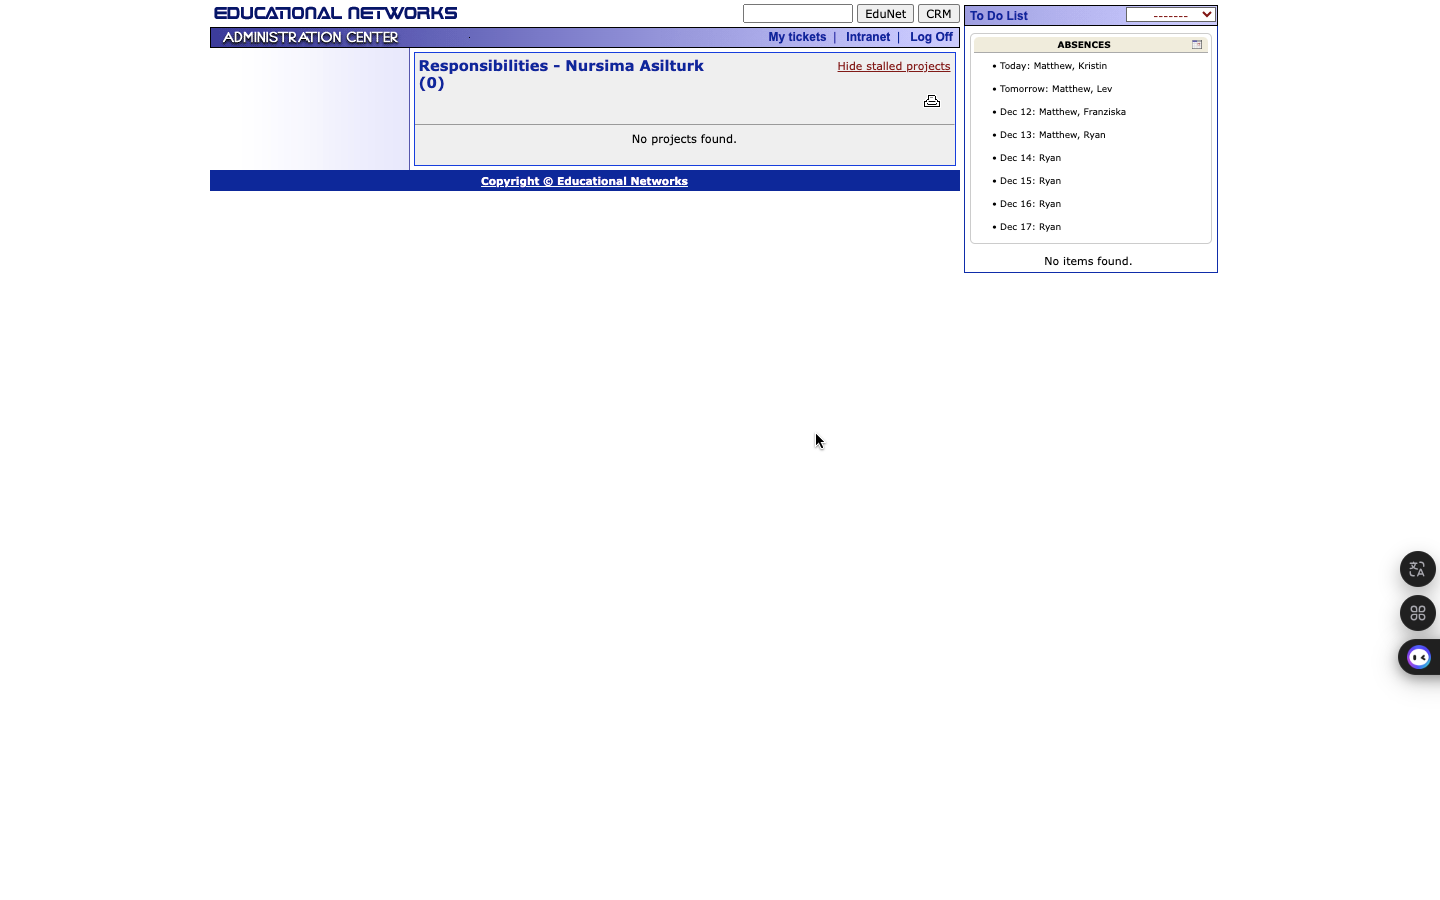 EDUCATIONAL NETWORKS
EduNet
CRM
ADMINISTRATION CENTER
My tickets | Intranet | Log Off
Responsibilities - Nursima Asilturk
(0)
Hide stalled projects
No projects found.
Copyright © Educational Networks
To Do List
-------
ABSENCES
• Today: Matthew, Kristin
• Tomorrow: Matthew, Lev
• Dec 12: Matthew, Franziska
• Dec 13: Matthew, Ryan
• Dec 14: Ryan
• Dec 15: Ryan
• Dec 16: Ryan
• Dec 17: Ryan
No items found.